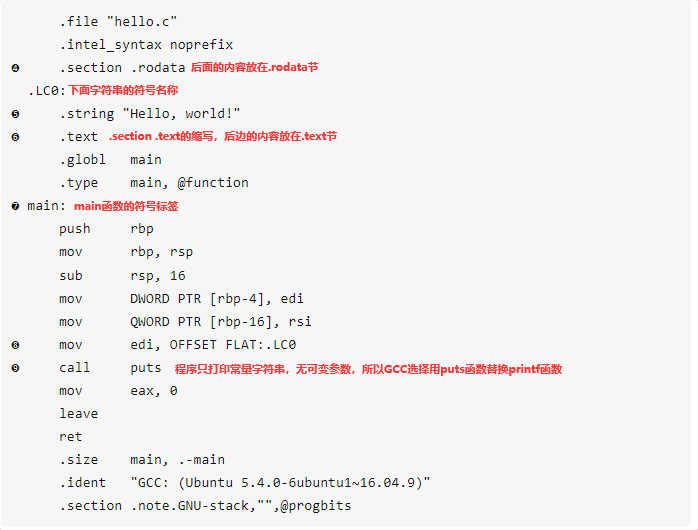 .file "hello.c"
.intel_syntax noprefix
❹ .section .rodata 后面的内容放在.rodata节
.LC0: 下面字符串的符号名称
❺ .string "Hello, world!"
❻ .text .section .text的缩写，后边的内容放在.text节
.globl main
.type main, @function
❼ main: main函数的符号标签
push rbp
mov rbp, rsp
sub rsp, 16
mov DWORD PTR [rbp-4], edi
mov QWORD PTR [rbp-16], rsi
❽ mov edi, OFFSET FLAT:.LC0
❾ call puts 程序只打印常量字符串，无可变参数，所以GCC选择用puts函数替换printf函数
mov eax, 0
leave
ret
.size main, .-main
.ident "GCC: (Ubuntu 5.4.0-6ubuntu1~16.04.9)"
.section .note.GNU-stack,"",@progbits